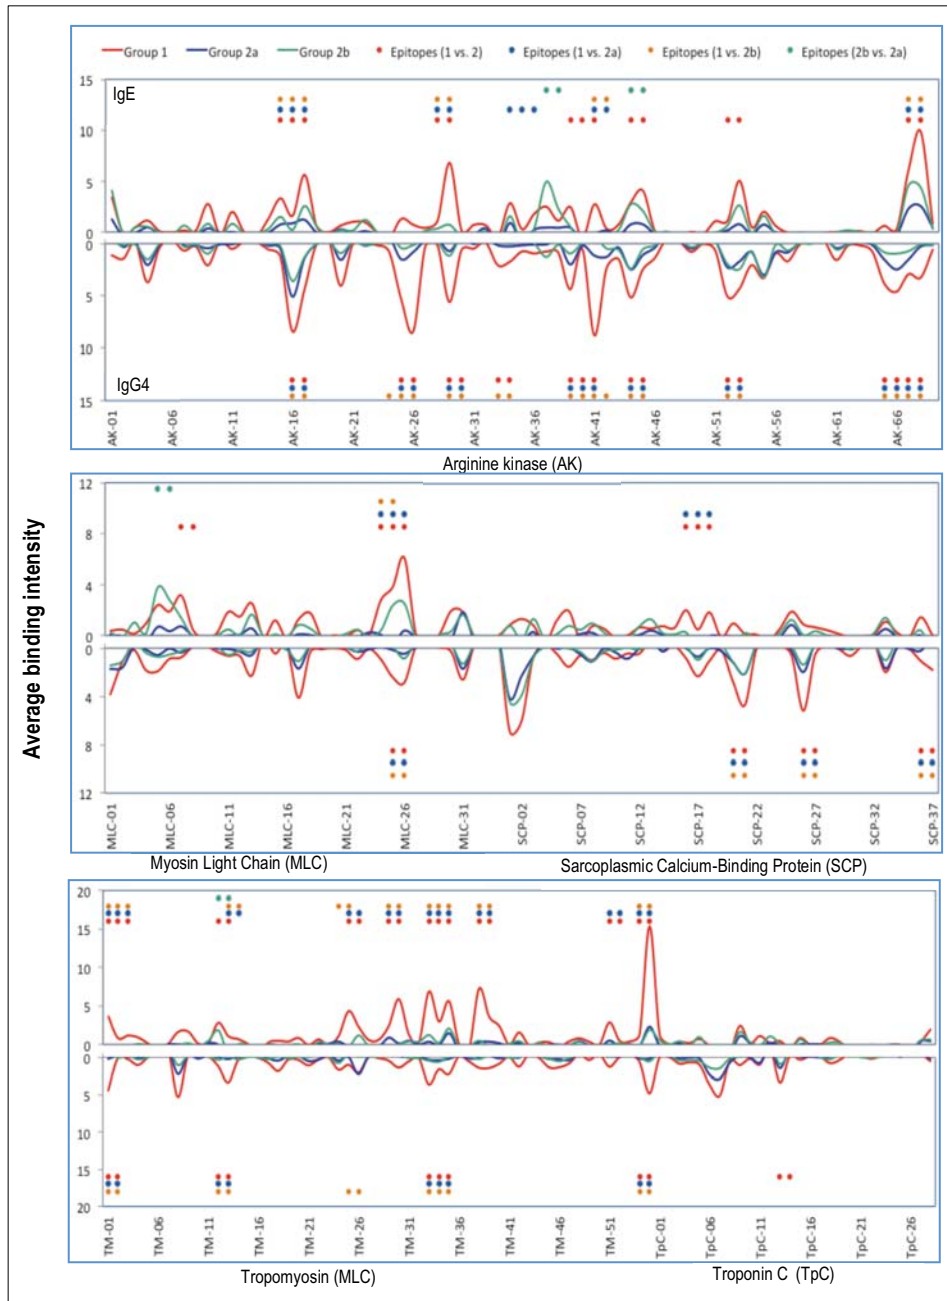 Group 1 Group 2a Group 2b Epitopes (1 vs. 2) Epitopes (1 vs. 2a) Epitopes (1 vs. 2b) Epitopes (2b vs. 2a)
15
IgE
10
5
0
0
5
10
IgG4
15
AK-01 AK-06 AK-11 AK-16 AK-21 AK-26 AK-31 AK-36 AK-41 AK-46 AK-51 AK-56 AK-61 AK-66
Arginine kinase (AK)
Average binding intensity
12
8
4
0
0
4
8
12
MLC-01 MLC-06 MLC-11 MLC-16 MLC-21 MLC-26 MLC-31 SCP-02 SCP-07 SCP-12 SCP-17 SCP-22 SCP-27 SCP-32 SCP-37
Myosin Light Chain (MLC) Sarcoplasmic Calcium-Binding Protein (SCP)
20
15
10
5
0
0
5
10
15
20
TM-01 TM-06 TM-11 TM-16 TM-21 TM-26 TM-31 TM-36 TM-41 TM-46 TM-51 TpC-01 TpC-06 TpC-11 TpC-16 TpC-21 TpC-26
Tropomyosin (MLC) Troponin C (TpC)